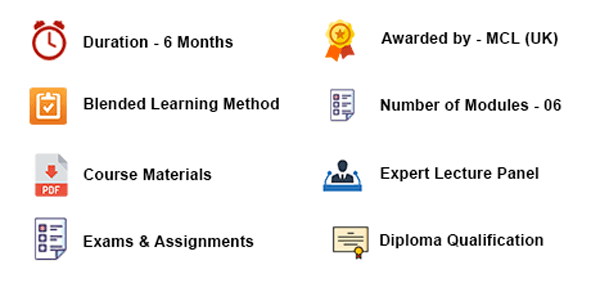 Duration - 6 Months
Awarded by - MCL (UK)
Blended Learning Method
Number of Modules - 06
PDF
Course Materials
Expert Lecture Panel
Exams & Assignments
Diploma Qualification